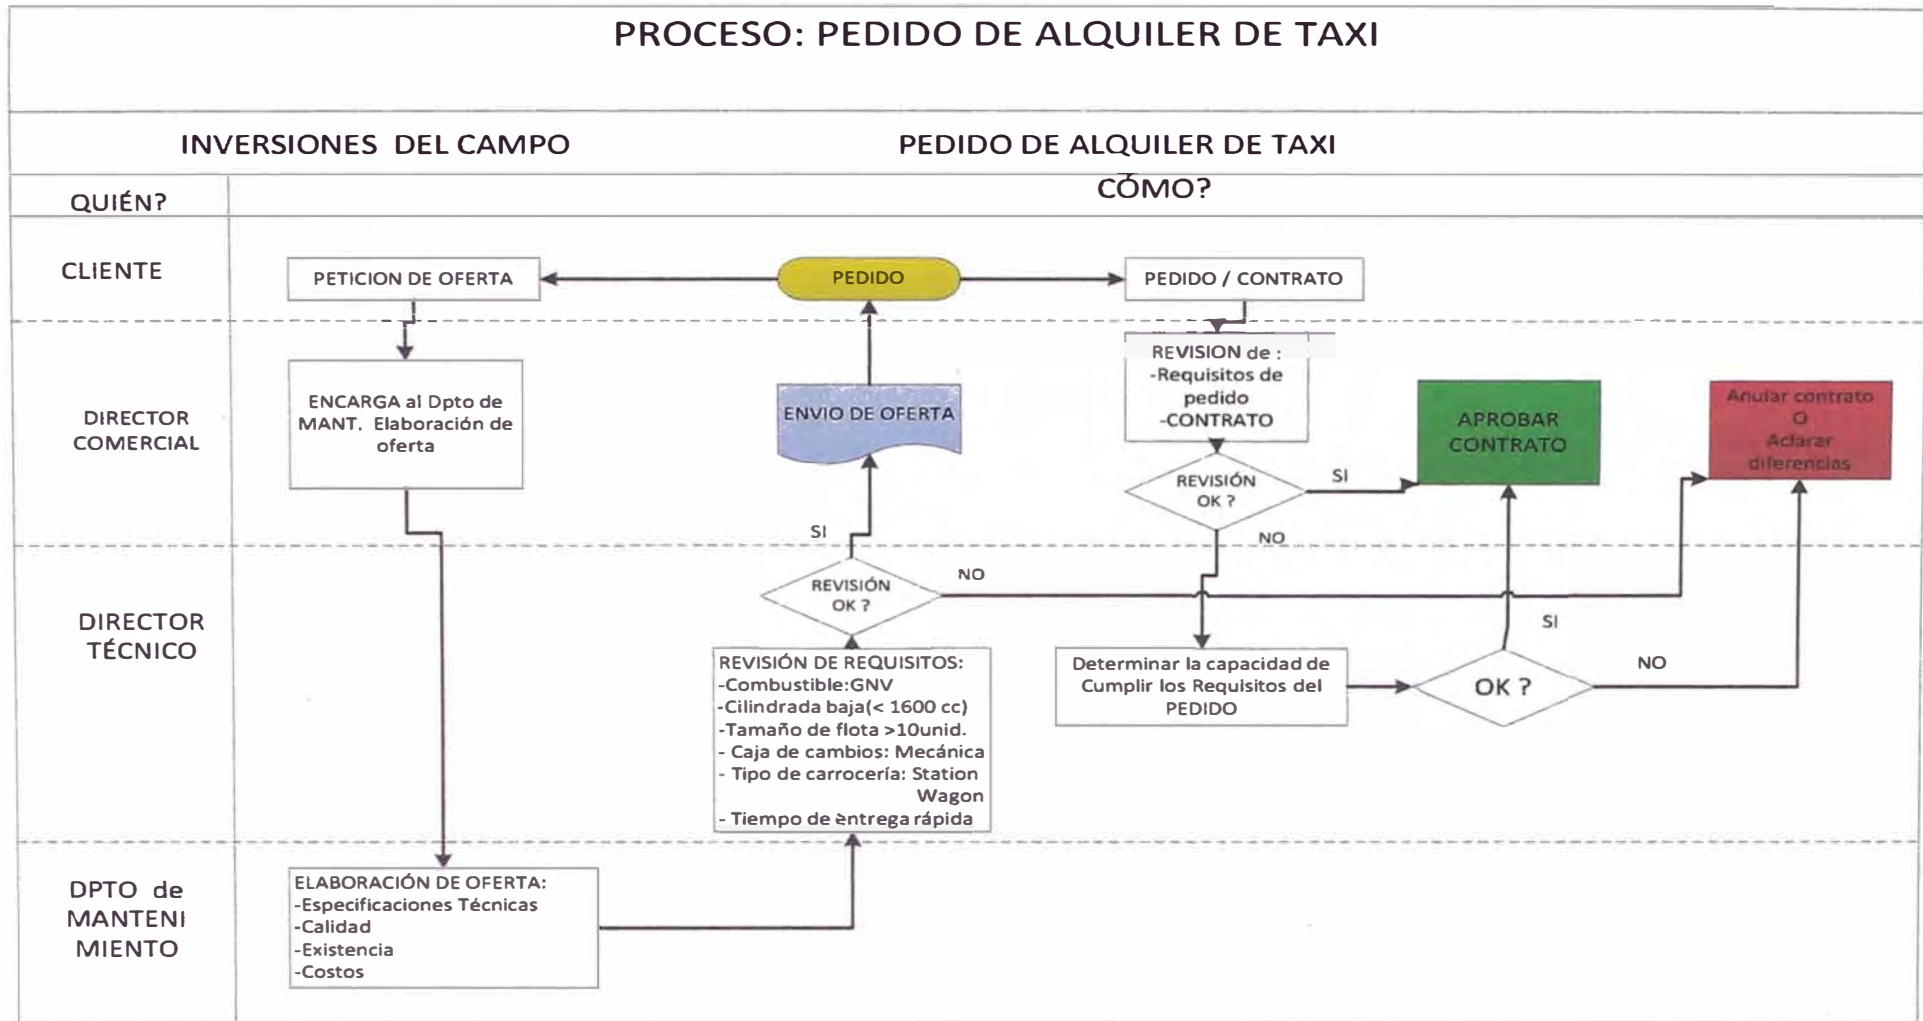 PROCESO: PEDIDO DE ALQUILER DE TAXI
INVERSIONES DEL CAMPO
PEDIDO DE ALQUILER DE TAXI
QUIÉN?
CÓMO?
CLIENTE
PETICION DE OFERTA
PEDIDO
PEDIDO / CONTRATO
DIRECTOR
COMERCIAL
ENCARGA al Dpto de
MANT. Elaboración de
oferta
ENVIO DE OFERTA
REVISION de :
-Requisitos de
pedido
-CONTRATO
REVISIÓN
OK ?
SI
NO
APROBAR
CONTRATO
Anular contrato
O
Aclarar
diferencias
DIRECTOR
TÉCNICO
SI
REVISIÓN
OK ?
NO
REVISIÓN DE REQUISITOS:
-Combustible:GNV
-Cilindrada baja(< 1600 cc)
-Tamaño de flota >10unid.
- Caja de cambios: Mecánica
- Tipo de carrocería: Station
Wagon
- Tiempo de entrega rápida
Determinar la capacidad de
Cumplir los Requisitos del
PEDIDO
OK ?
SI
NO
DPTO de
MANTENI
MIENTO
ELABORACIÓN DE OFERTA:
-Especificaciones Técnicas
-Calidad
-Existencia
-Costos